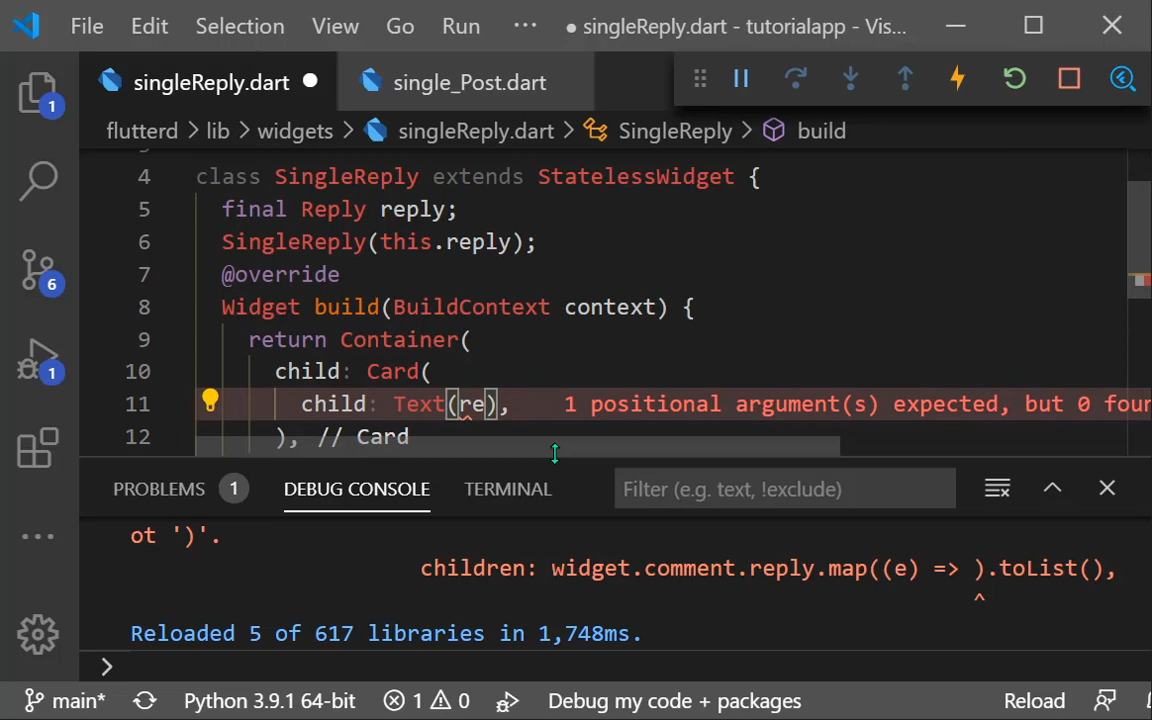 File Edit Selection View Go Run ··· ● singleReply.dart - tutorialapp - Vis...
singleReply.dart ● single_Post.dart
1
flutterd > lib > widgets > singleReply.dart > SingleReply > build
4 class SingleReply extends StatelessWidget {
5 final Reply reply;
6 SingleReply(this.reply);
7 @override
8 Widget build(BuildContext context) {
9 return Container(
10 child: Card(
11 child: Text(re), 1 positional argument(s) expected, but 0 foun
12 ), // Card
6
1
PROBLEMS 1 DEBUG CONSOLE TERMINAL Filter (e.g. text, !exclude)
ot ')'.
children: widget.comment.reply.map((e) => ).toList(),
^
Reloaded 5 of 617 libraries in 1,748ms.
>
main* Python 3.9.1 64-bit 1 0 Debug my code + packages Reload